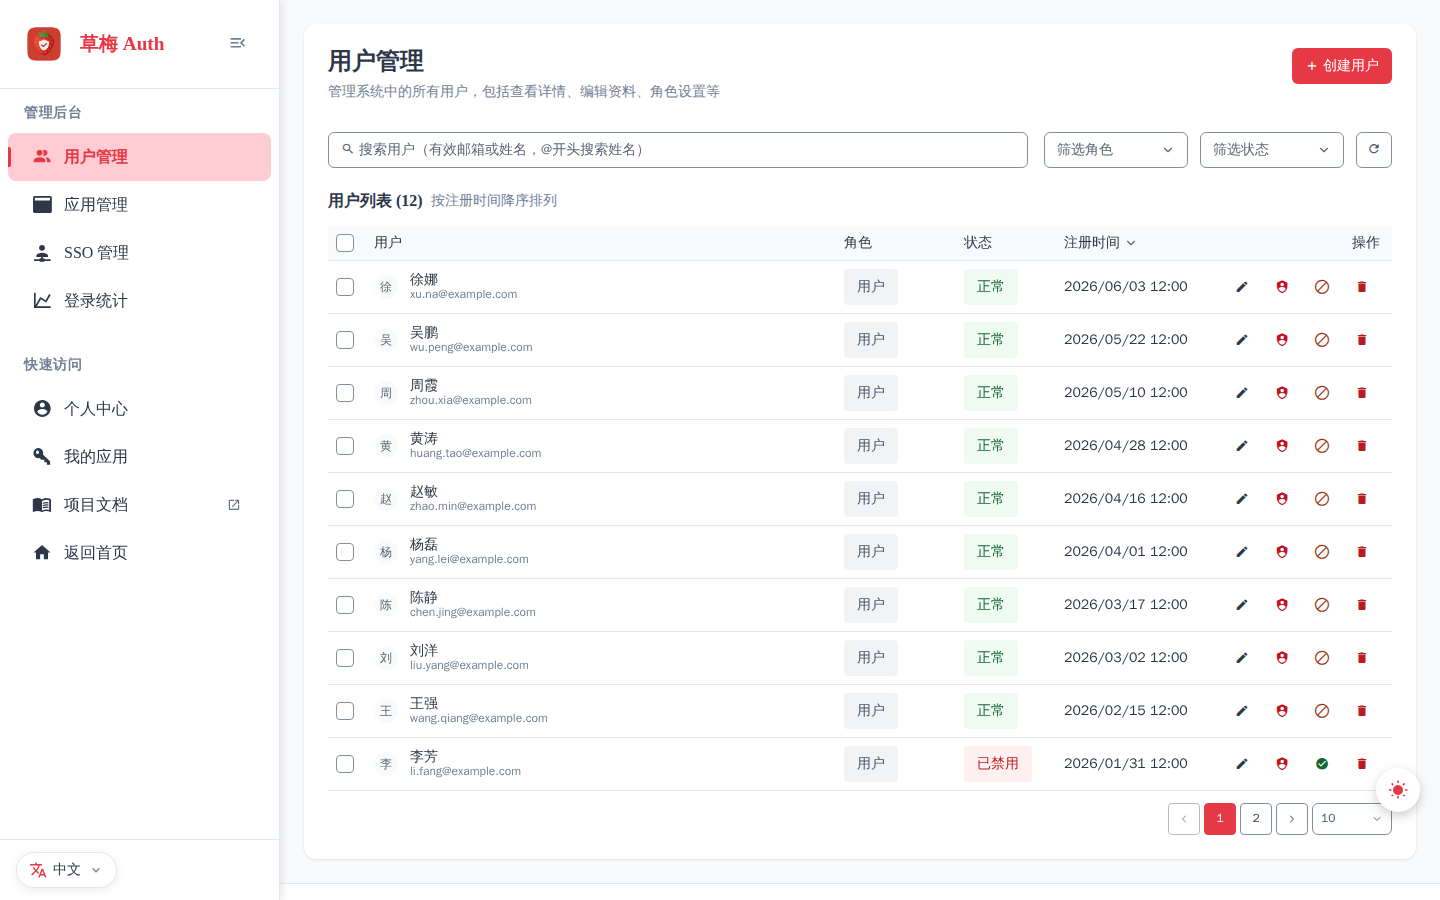 草梅 Auth
管理后台
用户管理
应用管理
SSO 管理
登录统计
快速访问
个人中心
我的应用
项目文档
返回首页
中文
用户管理
管理系统中的所有用户，包括查看详情、编辑资料、角色设置等
创建用户
搜索用户（有效邮箱或姓名，@开头搜索姓名）
筛选角色
筛选状态
用户列表 (12) 按注册时间降序排列
用户 角色 状态 注册时间 操作
徐 徐娜 用户 正常 2026/06/03 12:00
xu.na@example.com
吴 吴鹏 用户 正常 2026/05/22 12:00
wu.peng@example.com
周 周霞 用户 正常 2026/05/10 12:00
zhou.xia@example.com
黄 黄涛 用户 正常 2026/04/28 12:00
huang.tao@example.com
赵 赵敏 用户 正常 2026/04/16 12:00
zhao.min@example.com
杨 杨磊 用户 正常 2026/04/01 12:00
yang.lei@example.com
陈 陈静 用户 正常 2026/03/17 12:00
chen.jing@example.com
刘 刘洋 用户 正常 2026/03/02 12:00
liu.yang@example.com
王 王强 用户 正常 2026/02/15 12:00
wang.qiang@example.com
李 李芳 用户 已禁用 2026/01/31 12:00
li.fang@example.com
1 2 10